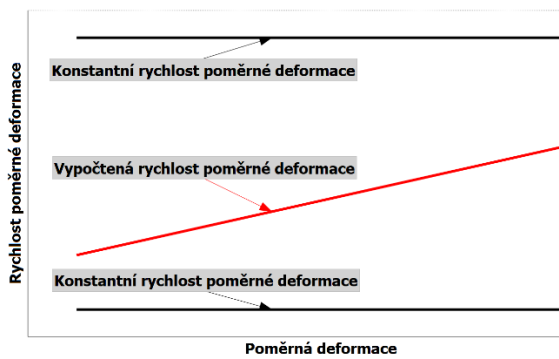 Konstantní rychlost poměrné deformace
Rychlost poměrné deformace
Vypočtená rychlost poměrné deformace
Konstantní rychlost poměrné deformace
Poměrná deformace